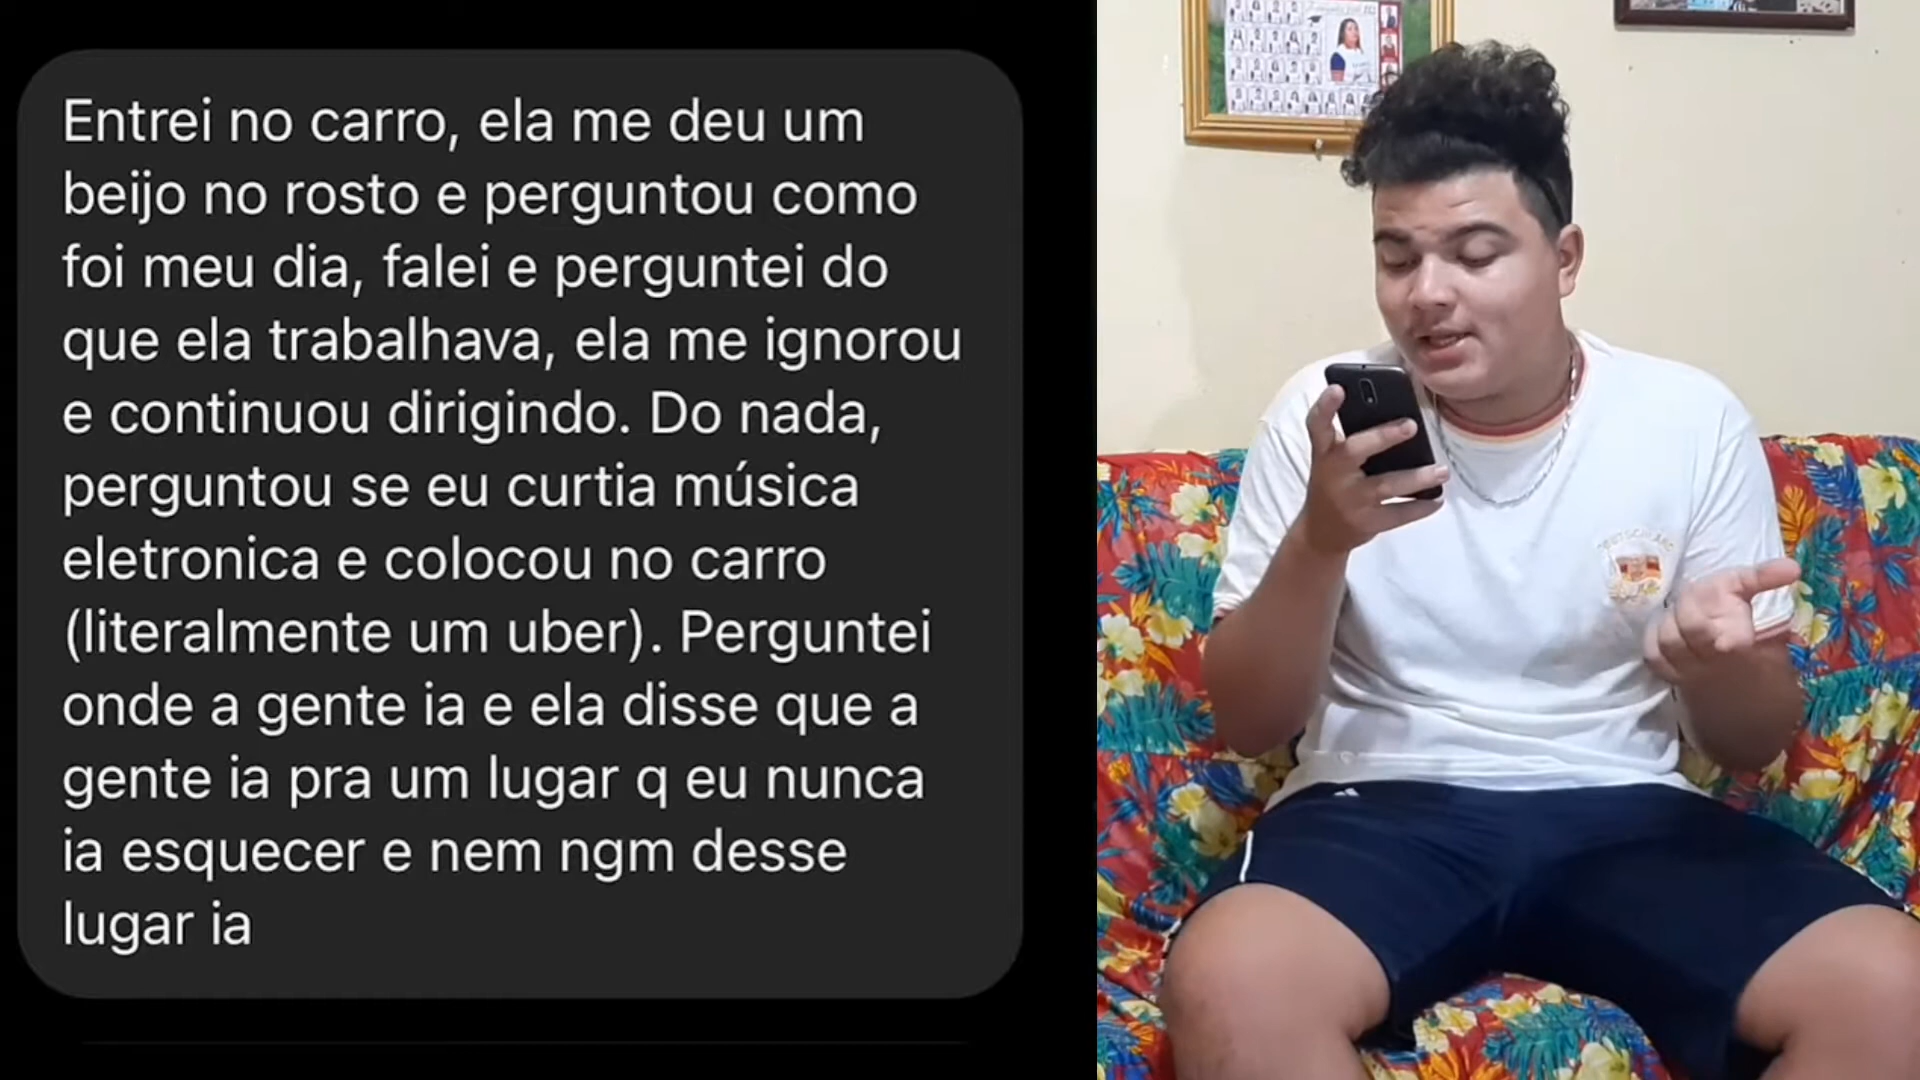 Entrei no carro, ela me deu um
beijo no rosto e perguntou como
foi meu dia, falei e perguntei do
que ela trabalhava, ela me ignorou
e continuou dirigindo. Do nada,
perguntou se eu curtia música
eletronica e colocou no carro
(literalmente um uber). Perguntei
onde a gente ia e ela disse que a
gente ia pra um lugar q eu nunca
ia esquecer e nem ngm desse
lugar ia